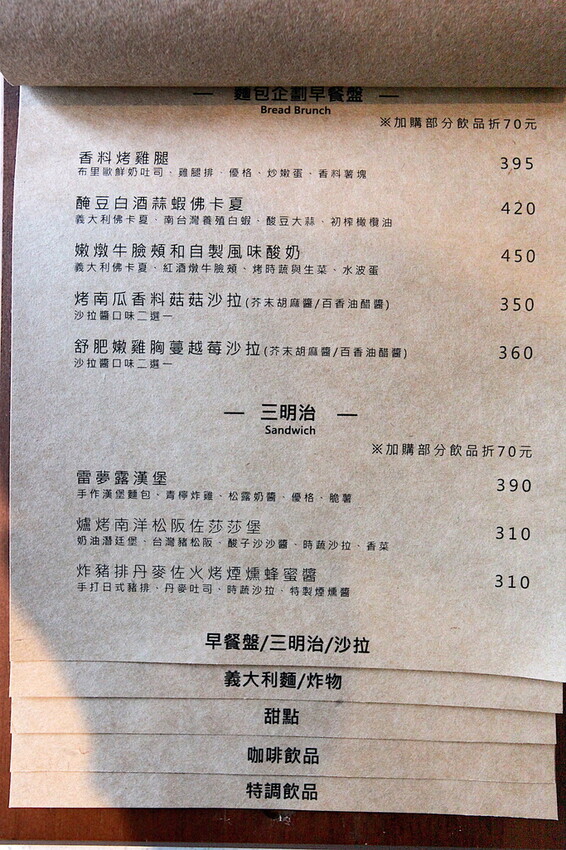 — 麵包企劃早餐盤 —
Bread Brunch
※加購部分飲品折70元
香料烤雞腿 395
布里歐鮮奶吐司、雞腿排、優格、炒嫩蛋、香料薯塊
醃豆白酒蒜蝦佛卡夏 420
義大利佛卡夏、南台灣養殖白蝦、酸豆大蒜、初榨橄欖油
嫩燉牛臉頰和自製風味酸奶 450
義大利佛卡夏、紅酒燉牛臉頰、烤時蔬與生菜、水波蛋
烤南瓜香料菇菇沙拉(芥末胡麻醬/百香油醋醬) 350
沙拉醬口味二選一
舒肥嫩雞胸蔓越莓沙拉(芥末胡麻醬/百香油醋醬) 360
沙拉醬口味二選一
— 三明治 —
Sandwich
※加購部分飲品折70元
雷夢露漢堡 390
手作漢堡麵包、青檸炸雞、松露奶醬、優格、脆薯
爐烤南洋松阪佐莎莎堡 310
奶油潛廷堡、台灣豬松阪、酸子沙沙醬、時蔬沙拉、香菜
炸豬排丹麥佐火烤煙燻蜂蜜醬 310
手打日式豬排、丹麥吐司、時蔬沙拉、特製煙燻醬
早餐盤/三明治/沙拉
義大利麵/炸物
甜點
咖啡飲品
特調飲品